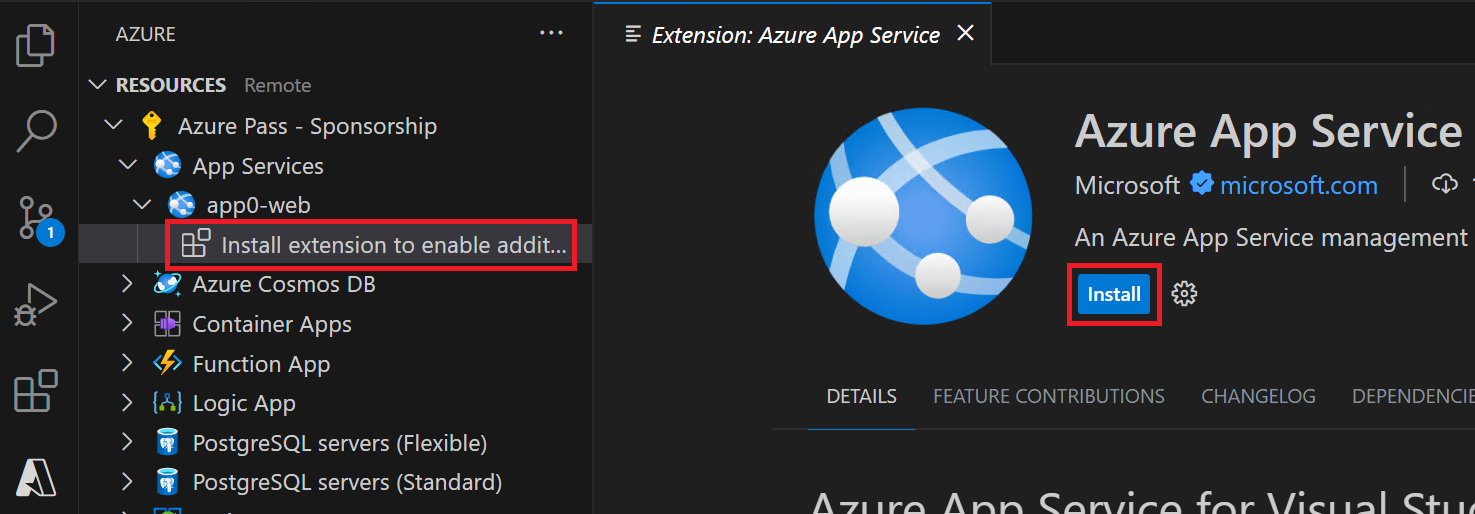 AZURE
RESOURCES Remote
Azure Pass - Sponsorship
App Services
app0-web
Install extension to enable addit...
Azure Cosmos DB
Container Apps
Function App
Logic App
PostgreSQL servers (Flexible)
PostgreSQL servers (Standard)
1
Extension: Azure App Service
Azure App Service
Microsoft microsoft.com
An Azure App Service management
Install
DETAILS FEATURE CONTRIBUTIONS CHANGELOG DEPENDENCIE
Azure App Service for Visual Stu